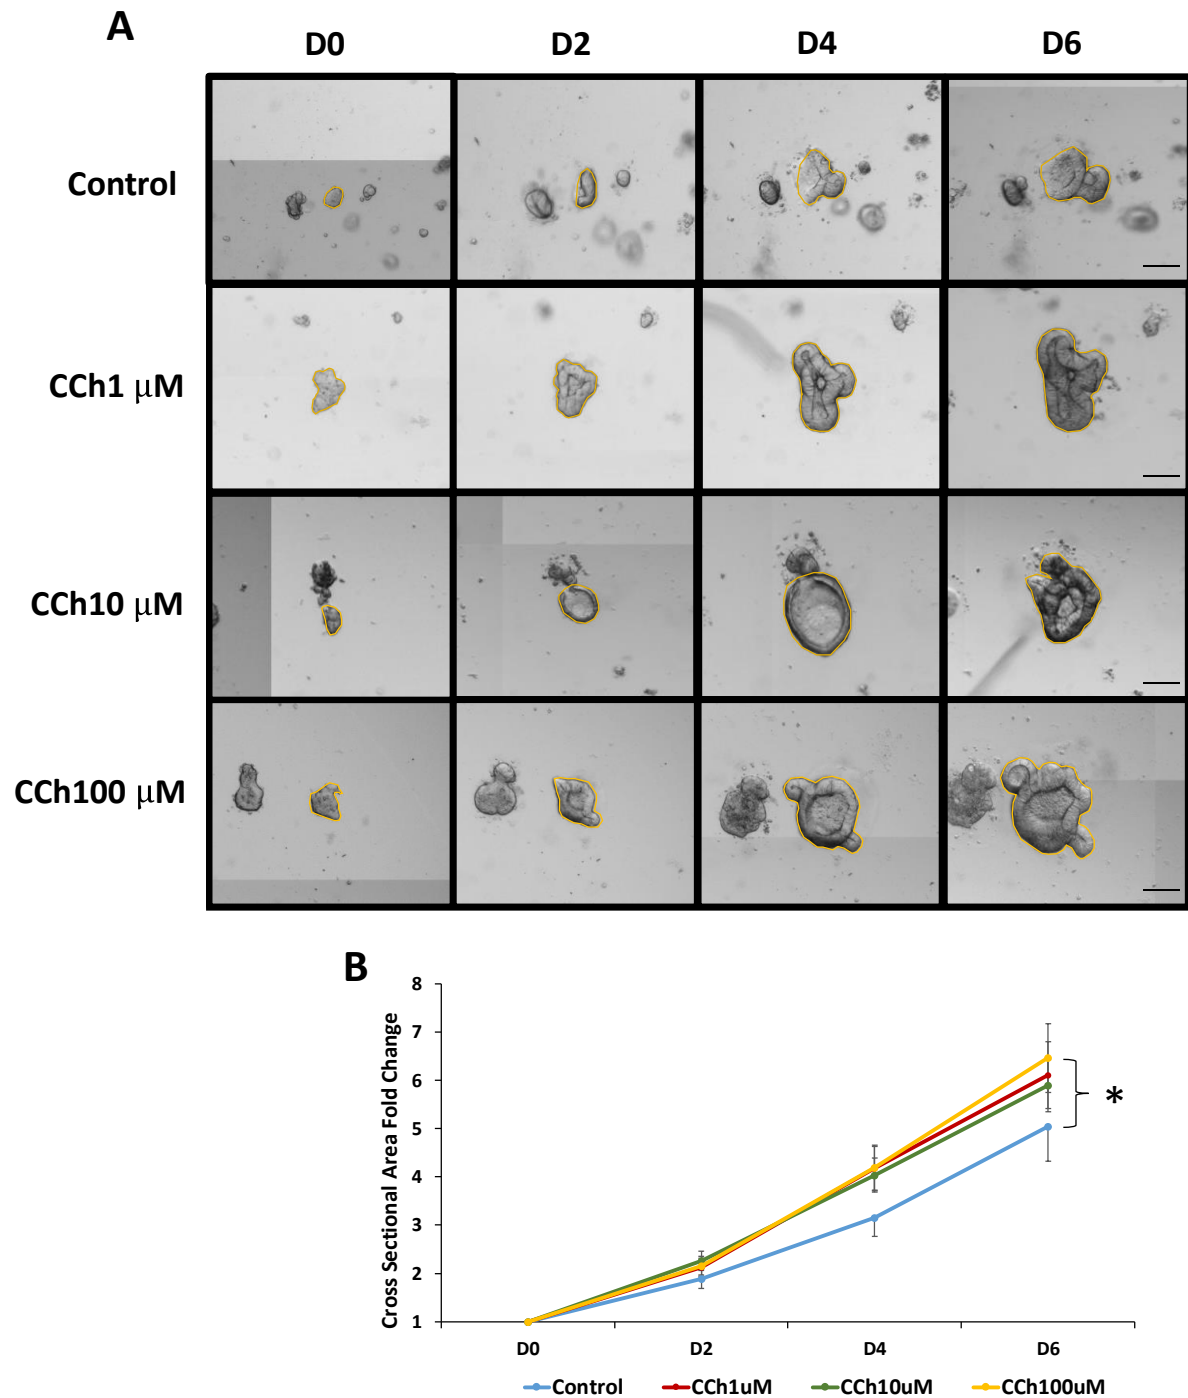 A
D0 D2 D4 D6
Control
CCh1 μM
CCh10 μM
CCh100 μM
B
Cross Sectional Area Fold Change
8
7
6
5
4
3
2
1
*
D0 D2 D4 D6
Control CCh1uM CCh10uM CCh100uM